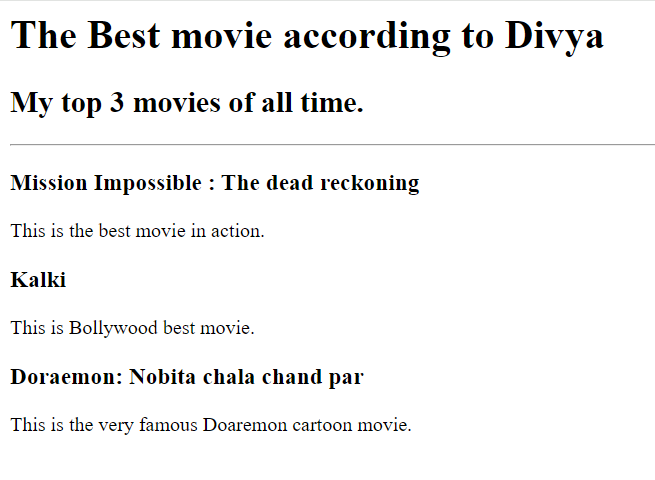 The Best movie according to Divya
My top 3 movies of all time.
Mission Impossible : The dead reckoning
This is the best movie in action.
Kalki
This is Bollywood best movie.
Doraemon: Nobita chala chand par
This is the very famous Doaremon cartoon movie.